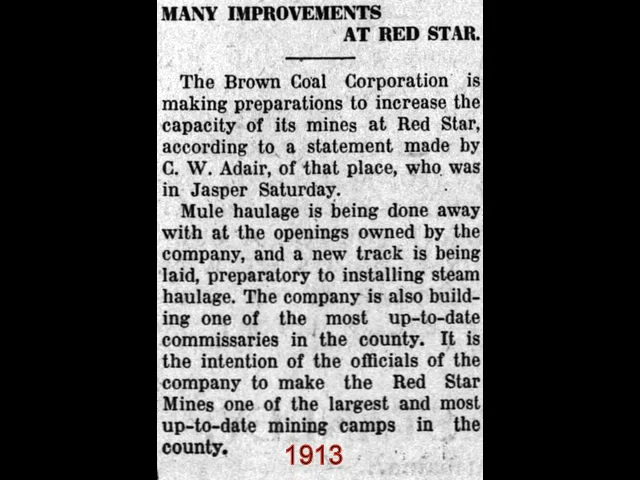 MANY IMPROVEMENTS
AT RED STAR.
The Brown Coal Corporation is
making preparations to increase the
capacity of its mines at Red Star,
according to a statement made by
C. W. Adair, of that place, who was
in Jasper Saturday.
Mule haulage is being done away
with at the openings owned by the
company, and a new track is being
laid, preparatory to installing steam
haulage. The company is also build-
ing one of the most up-to-date
commissaries in the county. It is
the intention of the officials of the
company to make the Red Star
Mines one of the largest and most
up-to-date mining camps in the
county.
1913